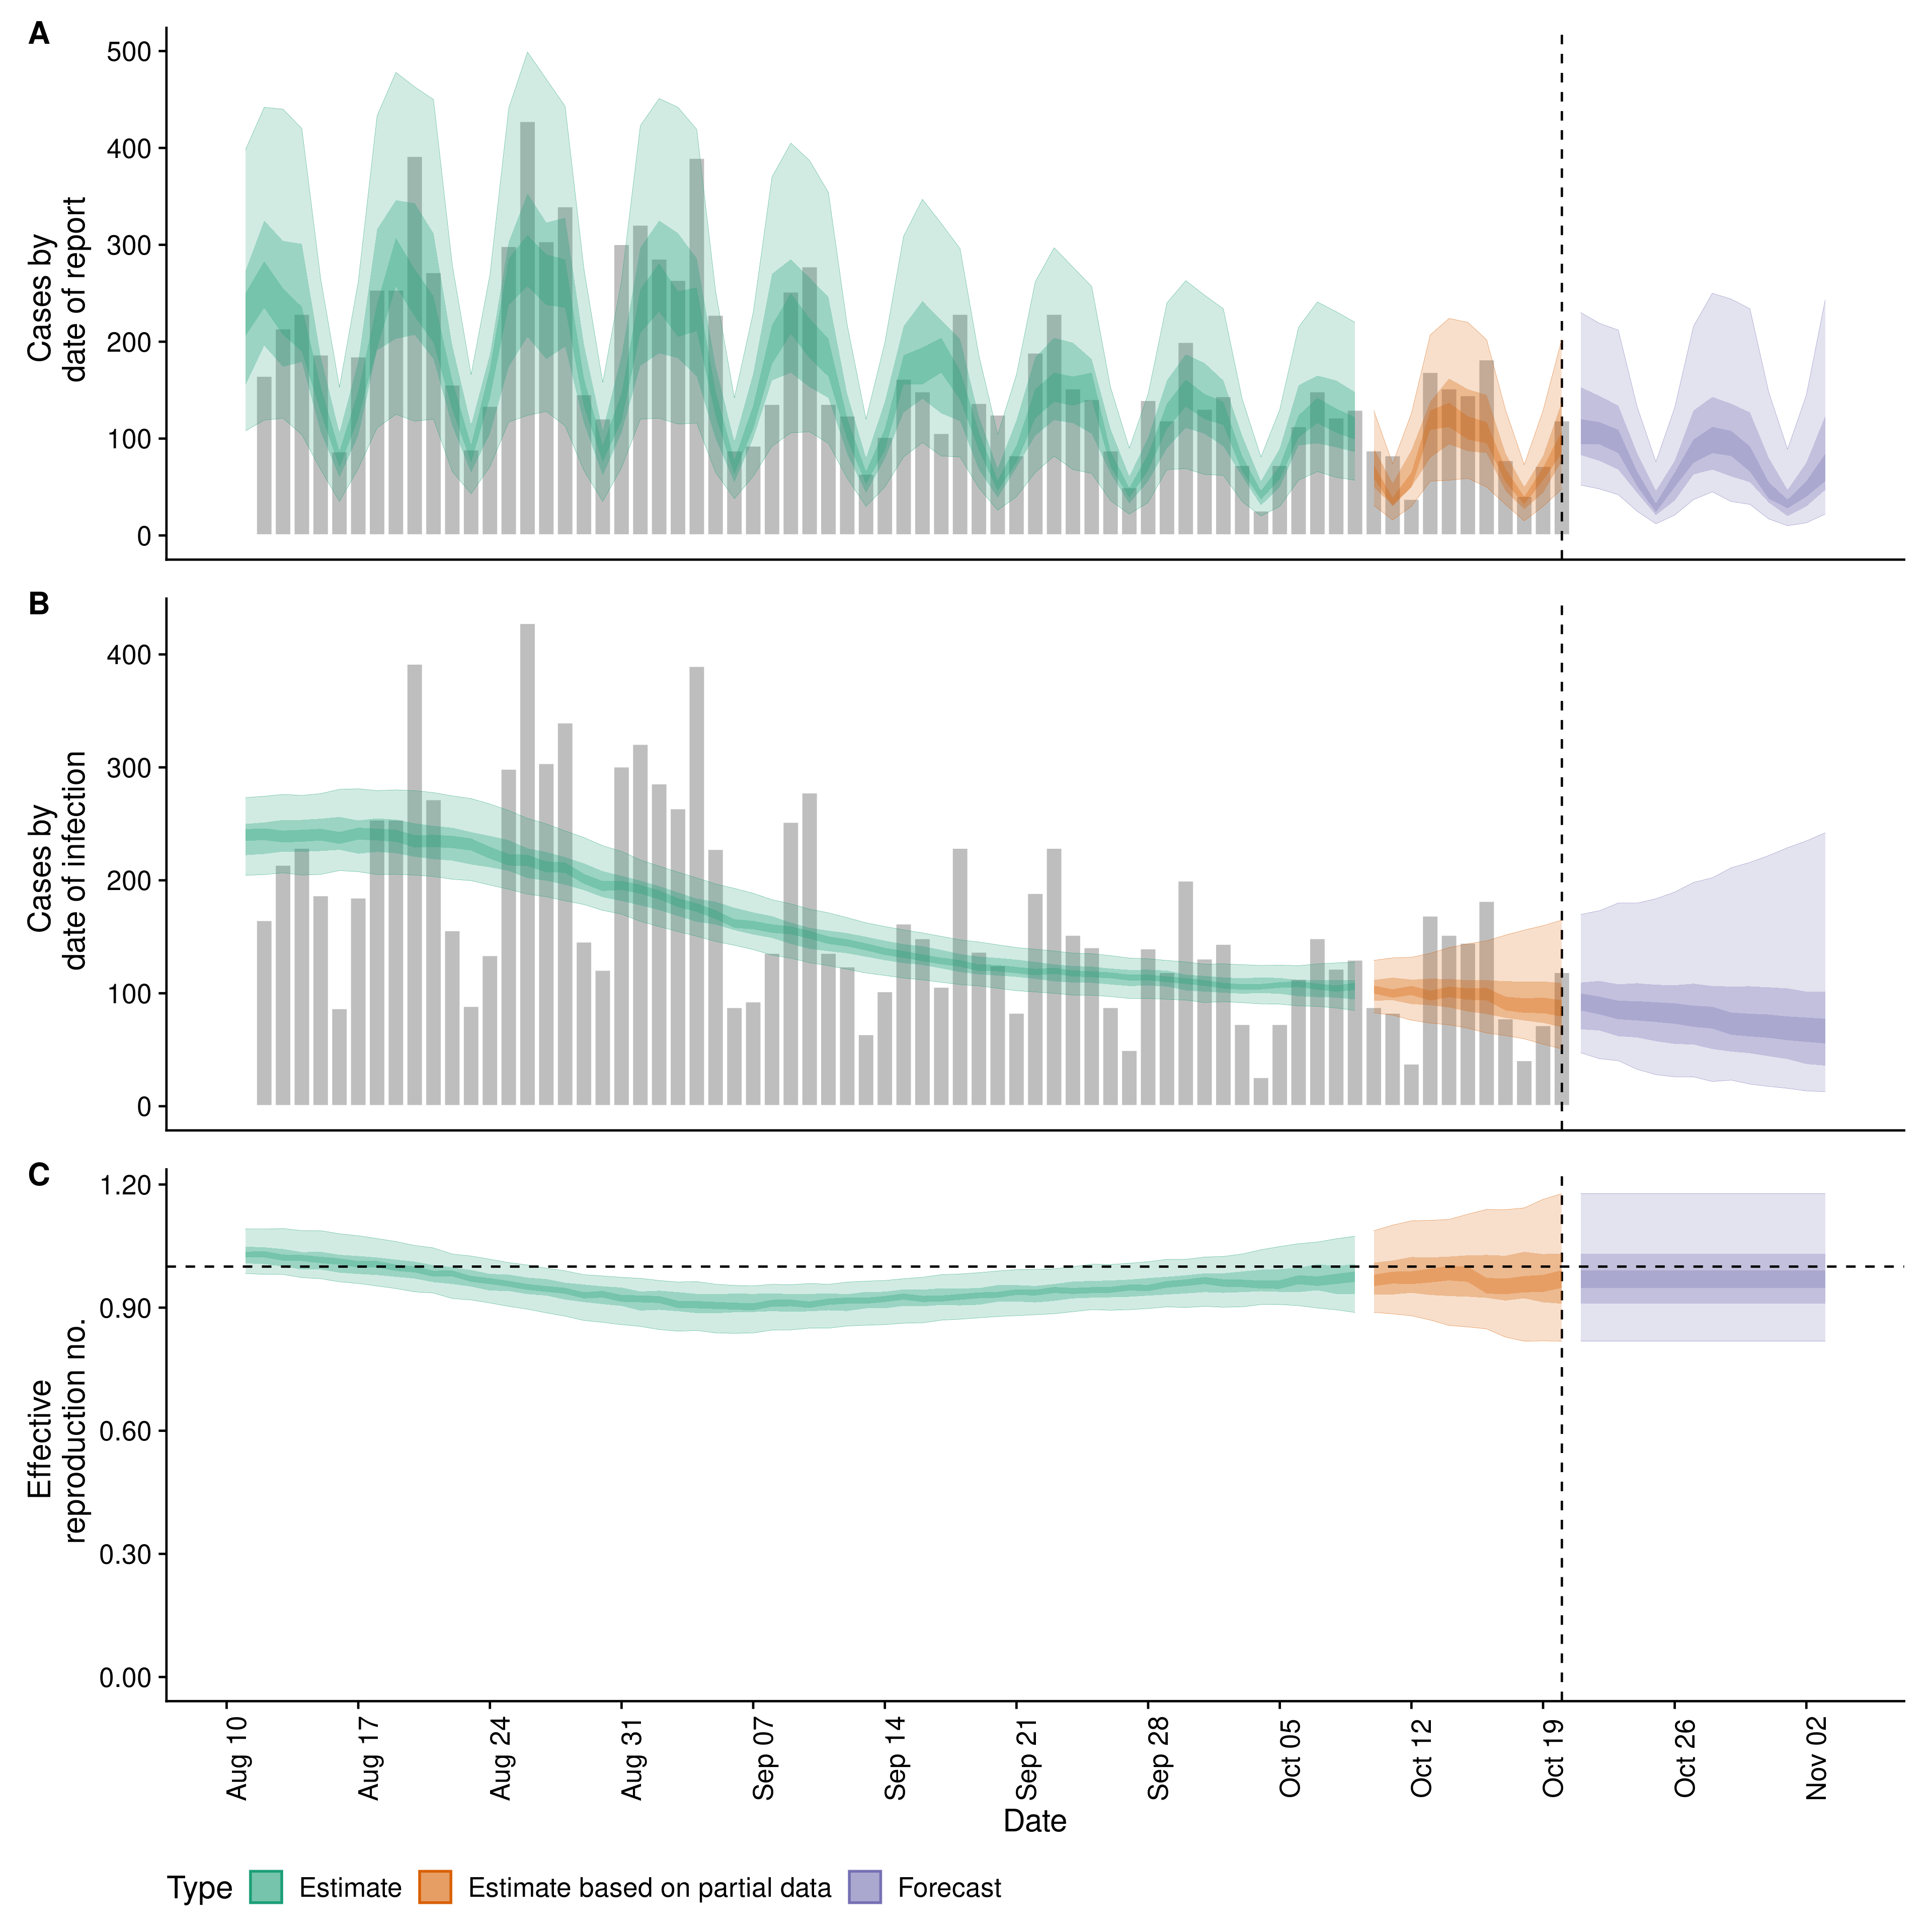 A
500
400
300
200
100
0
Cases by
date of report
B
400
300
200
100
0
Cases by
date of infection
C
1.20
0.90
0.60
0.30
0.00
Effective
reproduction no.
Aug 10
Aug 17
Aug 24
Aug 31
Sep 07
Sep 14
Sep 21
Sep 28
Oct 05
Oct 12
Oct 19
Oct 26
Nov 02
Date
Type Estimate Estimate based on partial data Forecast